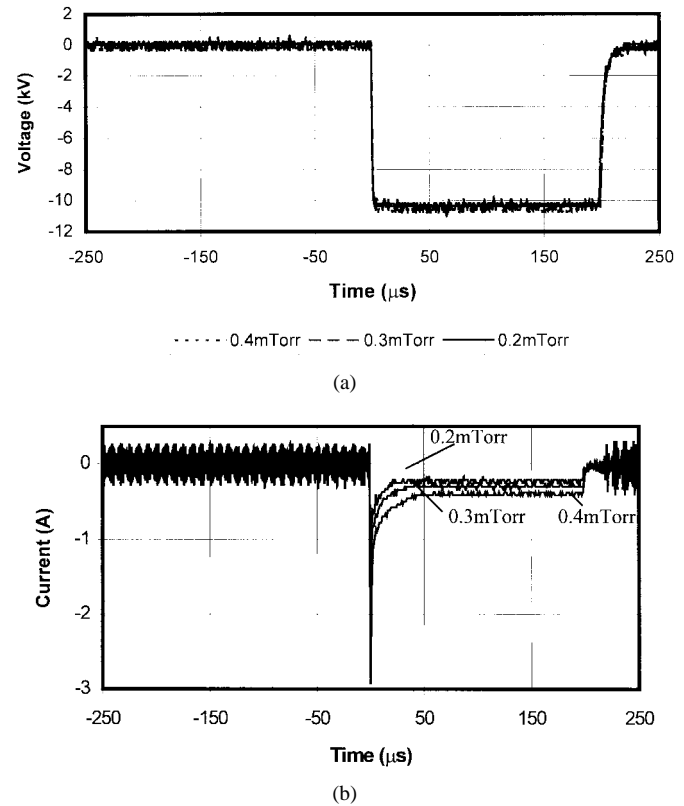 2
0
-2
-4
-6
-8
-10
-12
Voltage (kV)
-250 -150 -50 50 150 250
Time (μs)
0.4mTorr 0.3mTorr 0.2mTorr
(a)
0
-1
-2
-3
Current (A)
0.2mTorr
0.3mTorr
0.4mTorr
-250 -150 -50 50 150 250
Time (μs)
(b)